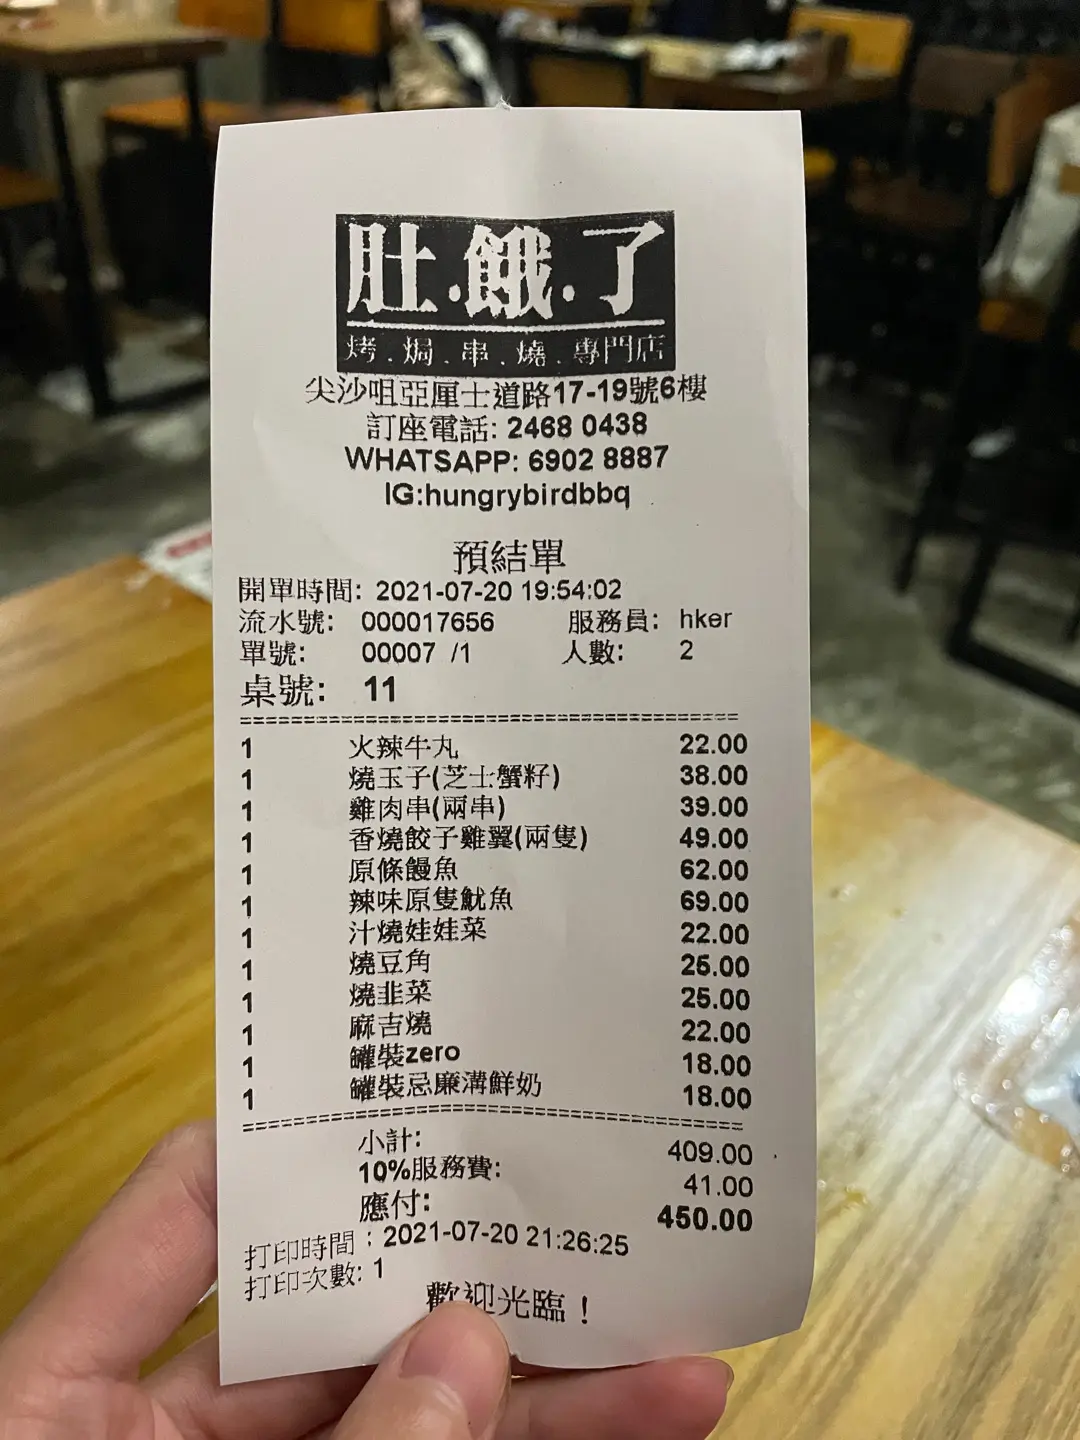 肚.餓.了
烤.焗.串.燒.專門店
尖沙咀亞厘士道路17-19號6樓
訂座電話: 2468 0438
WHATSAPP: 6902 8887
IG:hungrybirdbbq
預結單
開單時間: 2021-07-20 19:54:02
流水號: 000017656 服務員: hker
單號: 00007 /1 人數: 2
桌號: 11
1 火辣牛丸 22.00
1 燒玉子(芝士蟹籽) 38.00
1 雞肉串(兩串) 39.00
1 香燒餃子雞翼(兩隻) 49.00
1 原條饅魚 62.00
1 辣味原隻魷魚 69.00
1 汁燒娃娃菜 22.00
1 燒豆角 25.00
1 燒韭菜 25.00
1 麻吉燒 22.00
1 罐裝zero 18.00
1 罐裝忌廉溝鮮奶 18.00
小計: 409.00
10%服務費: 41.00
應付: 450.00
打印時間：2021-07-20 21:26:25
打印次數: 1
歡迎光臨！